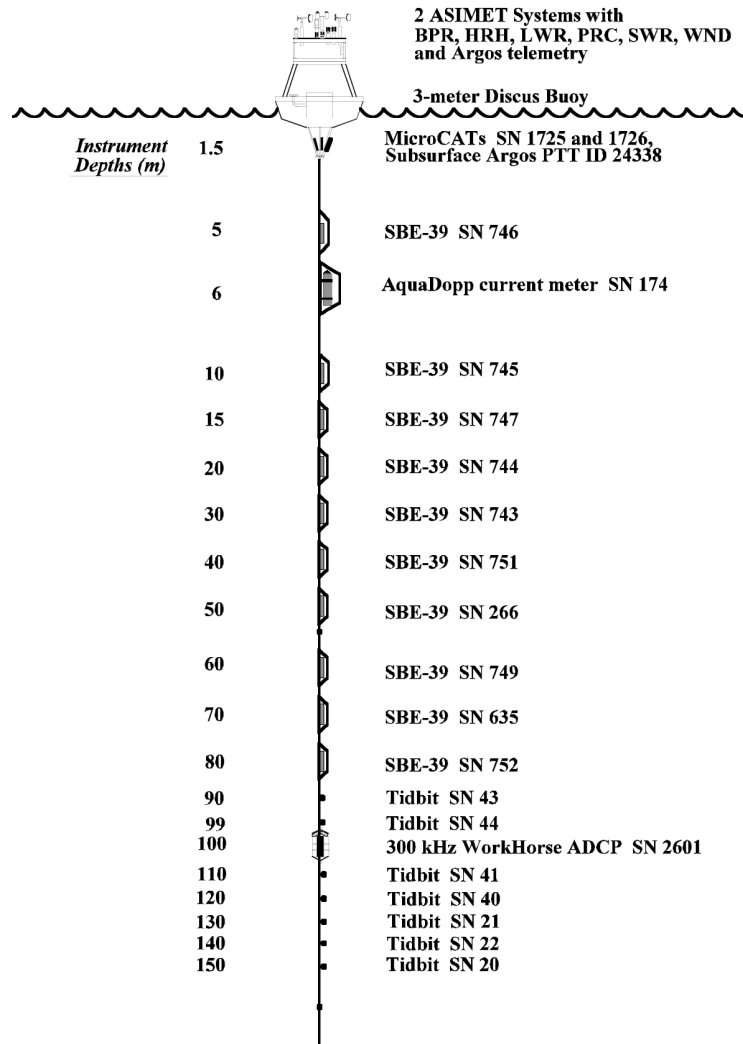 2 ASIMET Systems with
BPR, HRH, LWR, PRC, SWR, WND
and Argos telemetry
3-meter Discus Buoy
Instrument
Depths (m)
1.5 MicroCATs SN 1725 and 1726,
Subsurface Argos PTT ID 24338
5 SBE-39 SN 746
6 AquaDopp current meter SN 174
10 SBE-39 SN 745
15 SBE-39 SN 747
20 SBE-39 SN 744
30 SBE-39 SN 743
40 SBE-39 SN 751
50 SBE-39 SN 266
60 SBE-39 SN 749
70 SBE-39 SN 635
80 SBE-39 SN 752
90 Tidbit SN 43
99 Tidbit SN 44
100 300 kHz WorkHorse ADCP SN 2601
110 Tidbit SN 41
120 Tidbit SN 40
130 Tidbit SN 21
140 Tidbit SN 22
150 Tidbit SN 20